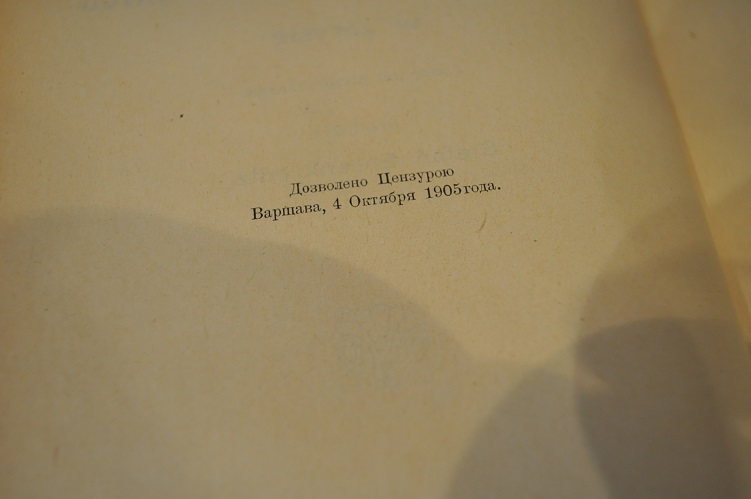 Дозволено Цензурою
Варшава, 4 Октября 1905 года.